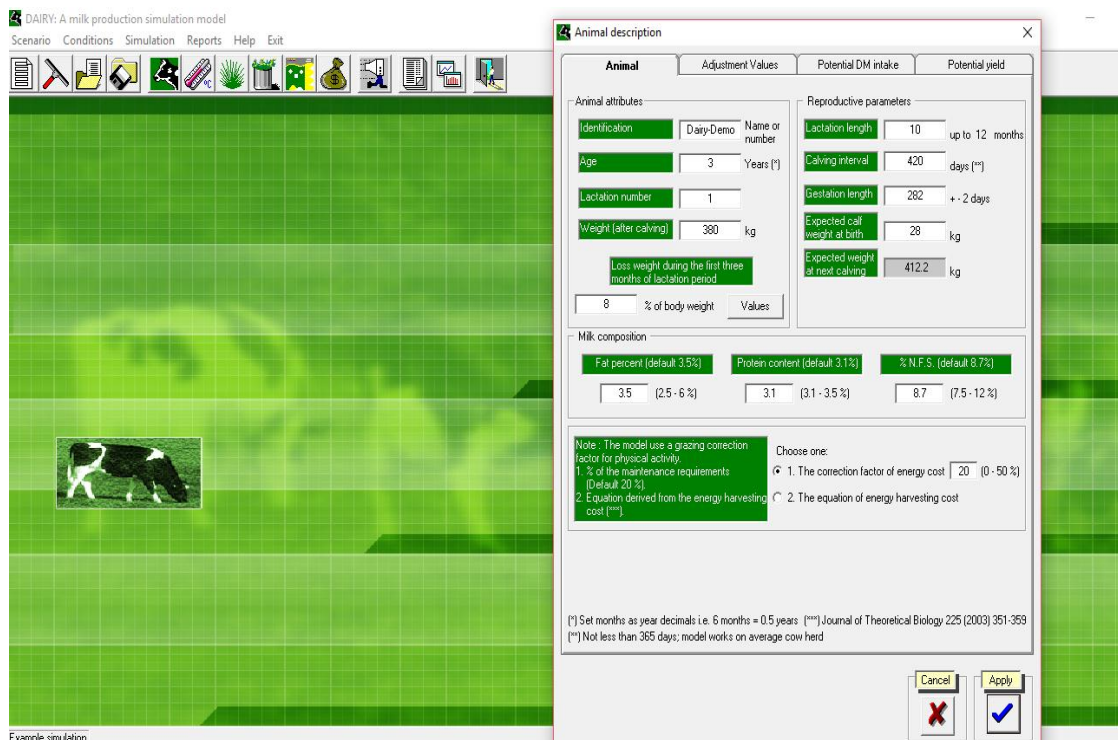 DAIRY: A milk production simulation model
Scenario Conditions Simulation Reports Help Exit
Animal description
Animal Adjustment Values Potential DM intake Potential yield
Animal attributes
Identification Dairy-Demo Name or
number
Age 3 Years (*)
Lactation number 1
Weight (after calving) 380 kg
Loss weight during the first three
months of lactation period
8 % of body weight Values
Reproductive parameters
Lactation length 10 up to 12 months
Calving interval 420 days (**)
Gestation length 282 + - 2 days
Expected calf
weight at birth 28 kg
Expected weight
at next calving 412.2 kg
Milk composition
Fat percent (default 3.5%) Protein content (default 3.1%) % N.F.S. (default 8.7%)
3.5 (2.5 - 6 %) 3.1 (3.1 - 3.5 %) 8.7 (7.5 - 12 %)
Note : The model use a grazing correction
factor for physical activity.
1. % of the maintenance requirements
(Default 20 %).
2. Equation derived from the energy harvesting
cost (***).
Choose one:
1. The correction factor of energy cost 20 (0 - 50 %)
2. The equation of energy harvesting cost
(*) Set months as year decimals i.e. 6 months = 0.5 years (***) Journal of Theoretical Biology 225 (2003) 351-359
(**) Not less than 365 days; model works on average cow herd
Cancel Apply
Example simulation